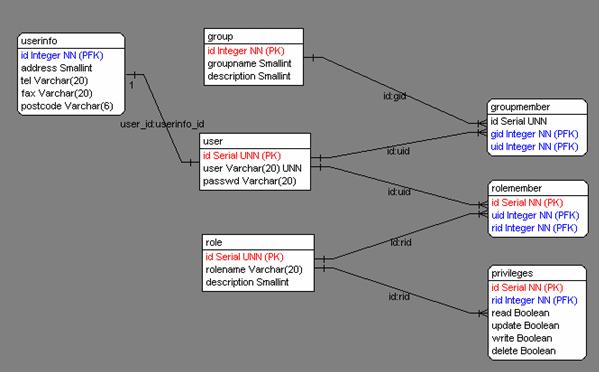 userinfo
id Integer NN (PFK)
address Smallint
tel Varchar(20)
fax Varchar(20)
postcode Varchar(6)
1
user_id:userinfo_id
group
id Integer NN (PK)
groupname Smallint
description Smallint
id:gid
user
id Serial UNN (PK)
user Varchar(20) UNN
passwd Varchar(20)
id:uid
id:uid
role
id Serial UNN (PK)
rolename Varchar(20)
description Smallint
id:rid
id:rid
groupmember
id Serial UNN
gid Integer NN (PFK)
uid Integer NN (PFK)
rolemember
id Serial NN (PK)
uid Integer NN (PFK)
rid Integer NN (PFK)
privileges
id Serial NN (PK)
rid Integer NN (PFK)
read Boolean
update Boolean
write Boolean
delete Boolean